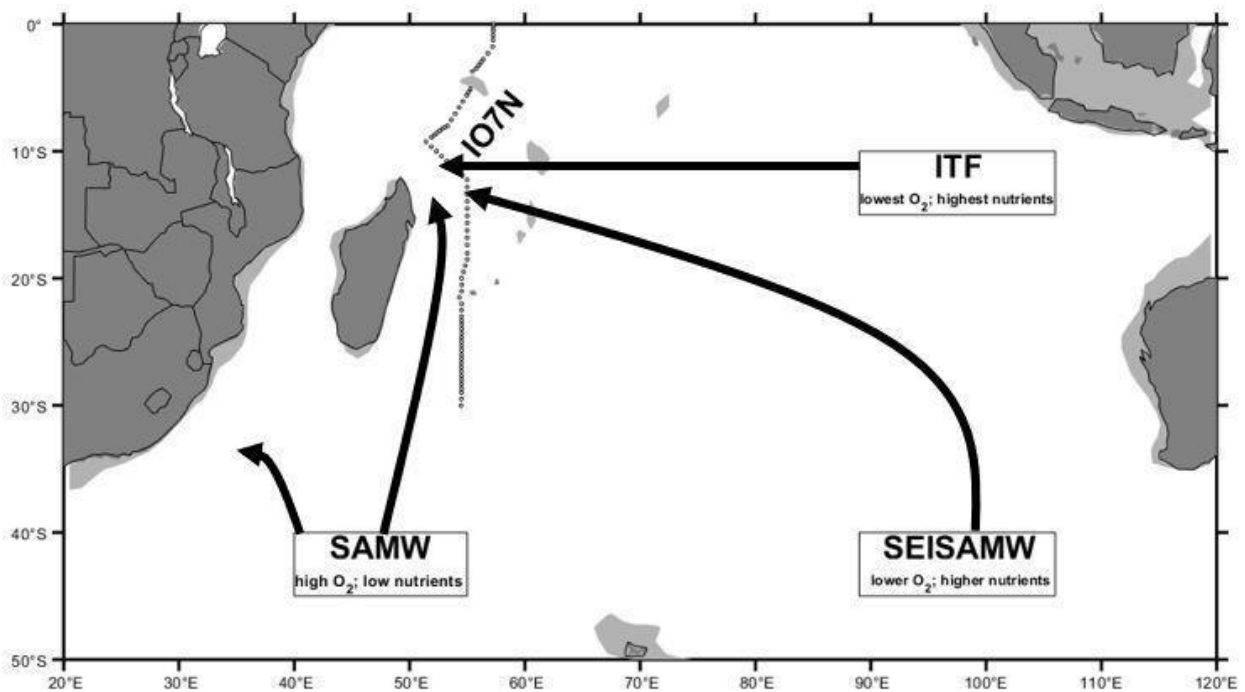 0°
10°S
20°S
30°S
40°S
50°S
IO7N
ITF
lowest O2; highest nutrients
SAMW
high O2; low nutrients
SEISAMW
lower O2; higher nutrients
20°E 30°E 40°E 50°E 60°E 70°E 80°E 90°E 100°E 110°E 120°E